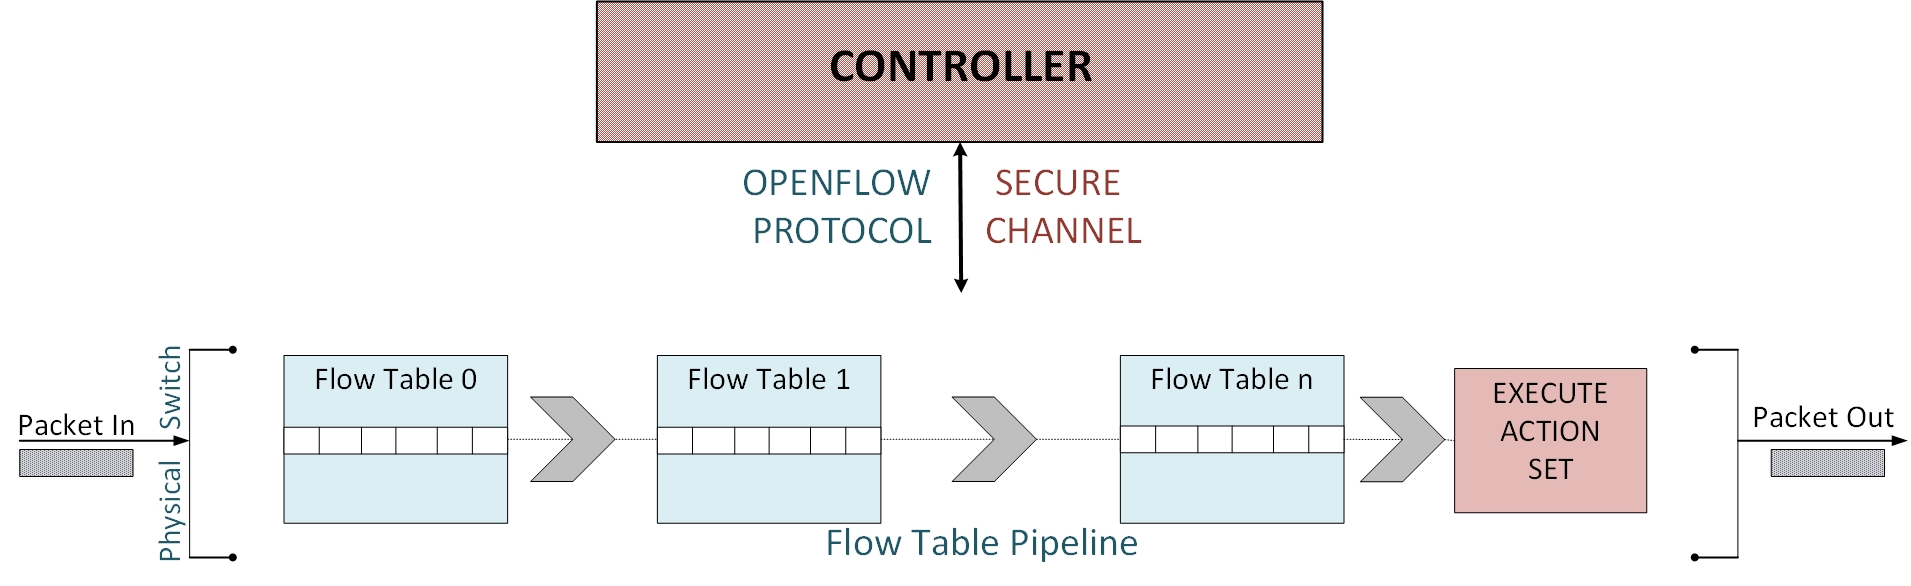 CONTROLLER
OPENFLOW
PROTOCOL
SECURE
CHANNEL
Physical Switch
Packet In
Flow Table 0
Flow Table 1
Flow Table n
EXECUTE
ACTION
SET
Packet Out
Flow Table Pipeline